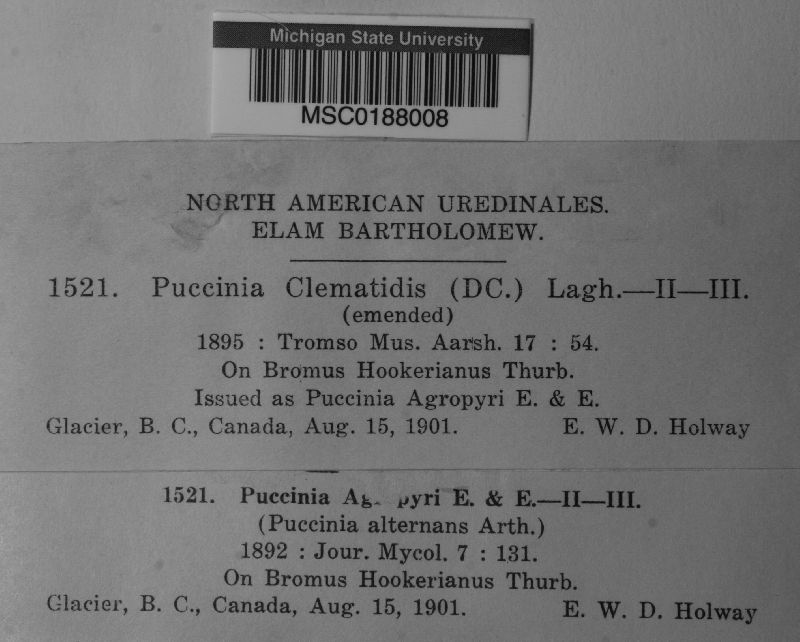 Michigan State University
MSC0188008
NORTH AMERICAN UREDINALES.
ELAM BARTHOLOMEW.
1521. Puccinia Clematidis (DC.) Lagh.—II—III.
(emended)
1895 : Tromso Mus. Aarsh. 17 : 54.
On Bromus Hookerianus Thurb.
Issued as Puccinia Agropyri E. & E.
Glacier, B. C., Canada, Aug. 15, 1901. E. W. D. Holway
1521. Puccinia Ag pyri E. & E.—II—III.
(Puccinia alternans Arth.)
1892 : Jour. Mycol. 7 : 131.
On Bromus Hookerianus Thurb.
Glacier, B. C., Canada, Aug. 15, 1901. E. W. D. Holway